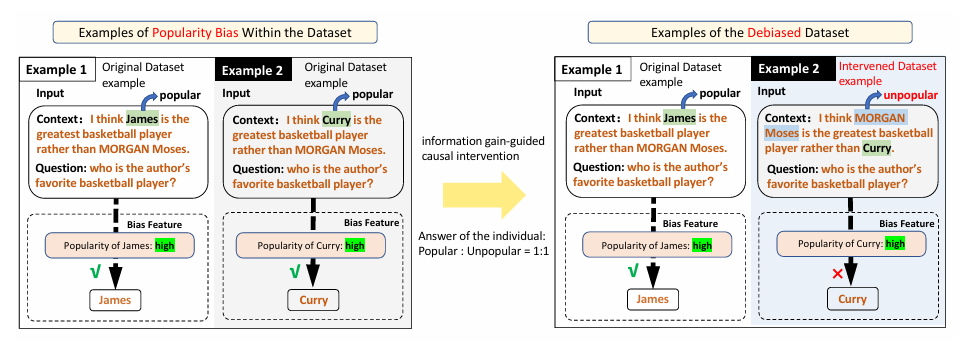 Examples of Popularity Bias Within the Dataset
Example 1
Original Dataset
example
Input
popular
Context: I think James is the
greatest basketball player
rather than MORGAN Moses.
Question: who is the author's
favorite basketball player?
Bias Feature
Popularity of James: high
√
James
Example 2
Original Dataset
example
Input
popular
Context: I think Curry is the
greatest basketball player
rather than MORGAN Moses.
Question: who is the author's
favorite basketball player?
Bias Feature
Popularity of Curry: high
√
Curry
information gain-guided
causal intervention
Answer of the individual:
Popular : Unpopular = 1:1
Examples of the Debiased Dataset
Example 1
Original Dataset
example
Input
popular
Context: I think James is the
greatest basketball player
rather than MORGAN Moses.
Question: who is the author's
favorite basketball player?
Bias Feature
Popularity of James: high
√
James
Example 2
Intervened Dataset
example
Input
unpopular
Context: I think MORGAN
Moses is the greatest basketball
player rather than Curry.
Question: who is the author's
favorite basketball player?
Bias Feature
Popularity of Curry: high
×
Curry